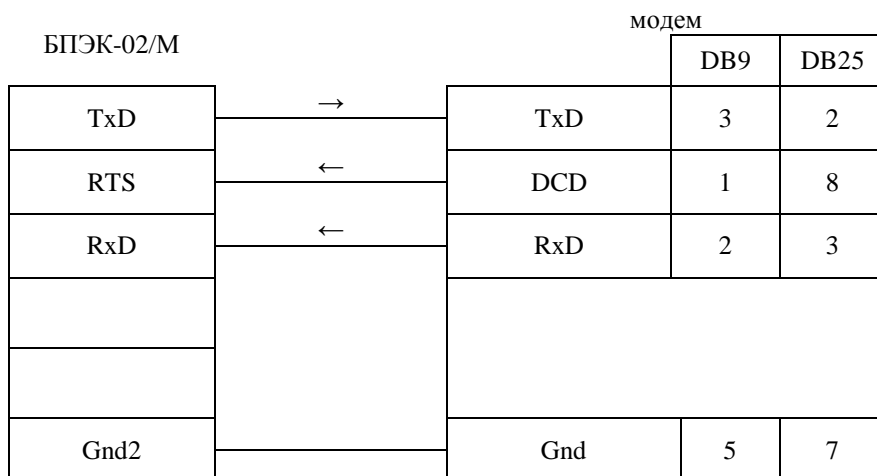 модем
БПЭК-02/М
DB9 DB25
TxD → TxD 3 2
RTS ← DCD 1 8
RxD ← RxD 2 3
Gnd2 Gnd 5 7